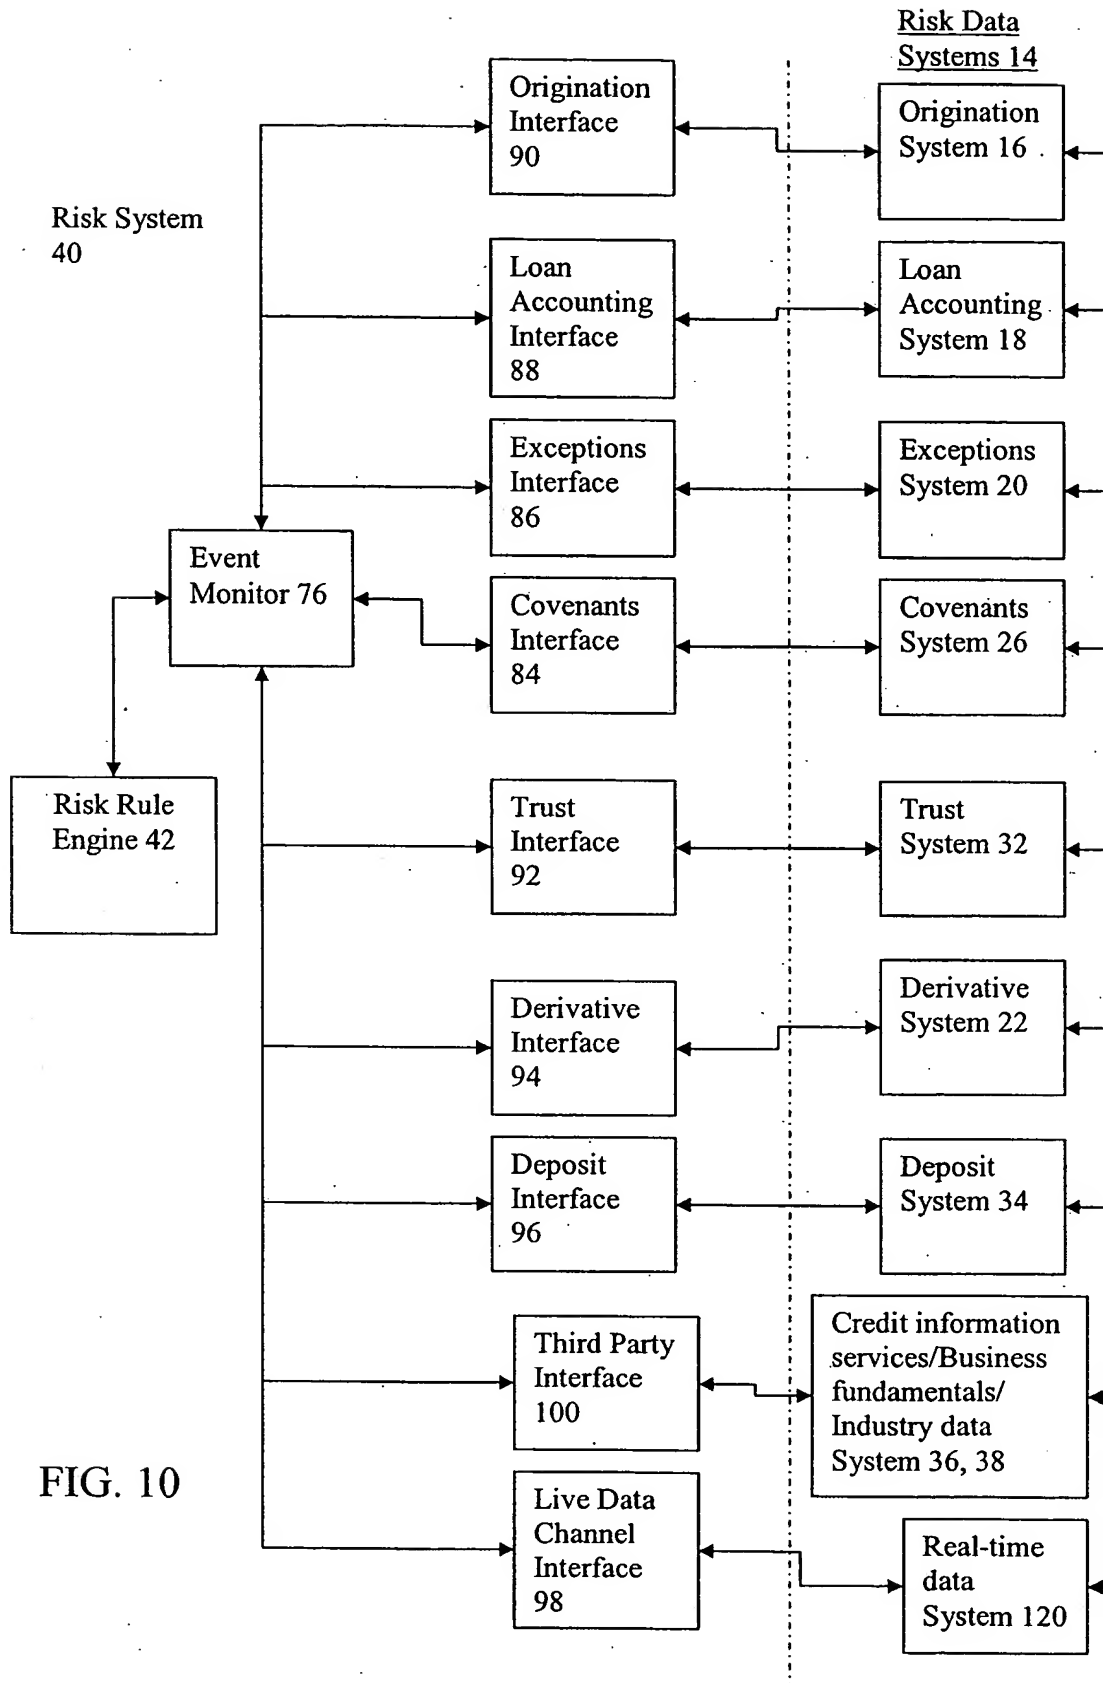 Risk Data
Systems 14
Origination
Interface
90
Origination
System 16
Risk System
40
Loan
Accounting
Interface
88
Loan
Accounting
System 18
Exceptions
Interface
86
Exceptions
System 20
Event
Monitor 76
Covenants
Interface
84
Covenants
System 26
Risk Rule
Engine 42
Trust
Interface
92
Trust
System 32
Derivative
Interface
94
Derivative
System 22
Deposit
Interface
96
Deposit
System 34
Third Party
Interface
100
Credit information
services/Business
fundamentals/
Industry data
System 36, 38
FIG. 10
Live Data
Channel
Interface
98
Real-time
data
System 120